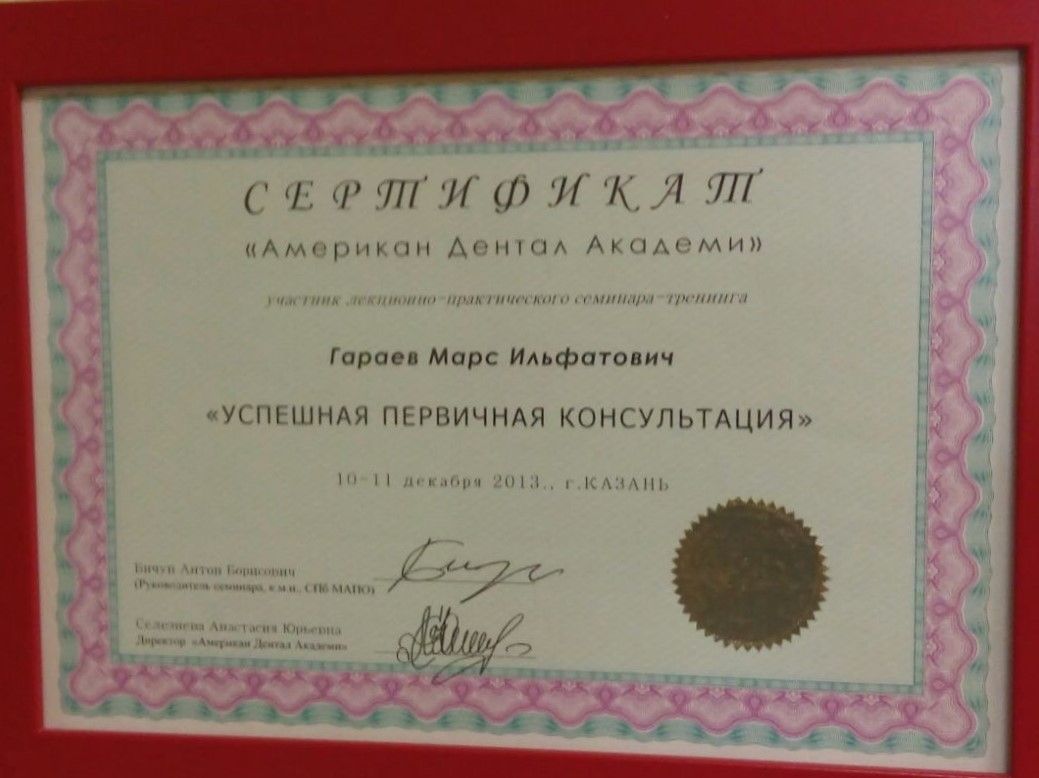 СЕРТИФИКАТ
«Американ Дентал Академи»
участник лекционно-практического семинара-тренинга
Гараев Марс Ильфатович
«УСПЕШНАЯ ПЕРВИЧНАЯ КОНСУЛЬТАЦИЯ»
10-11 декабря 2013., г.КАЗАНЬ
Бичун Антон Борисович
(Руководитель семинара, к.м.н., СПб МАПО)
Селезнева Анастасия Юрьевна
Директор «Американ Дентал Академи»